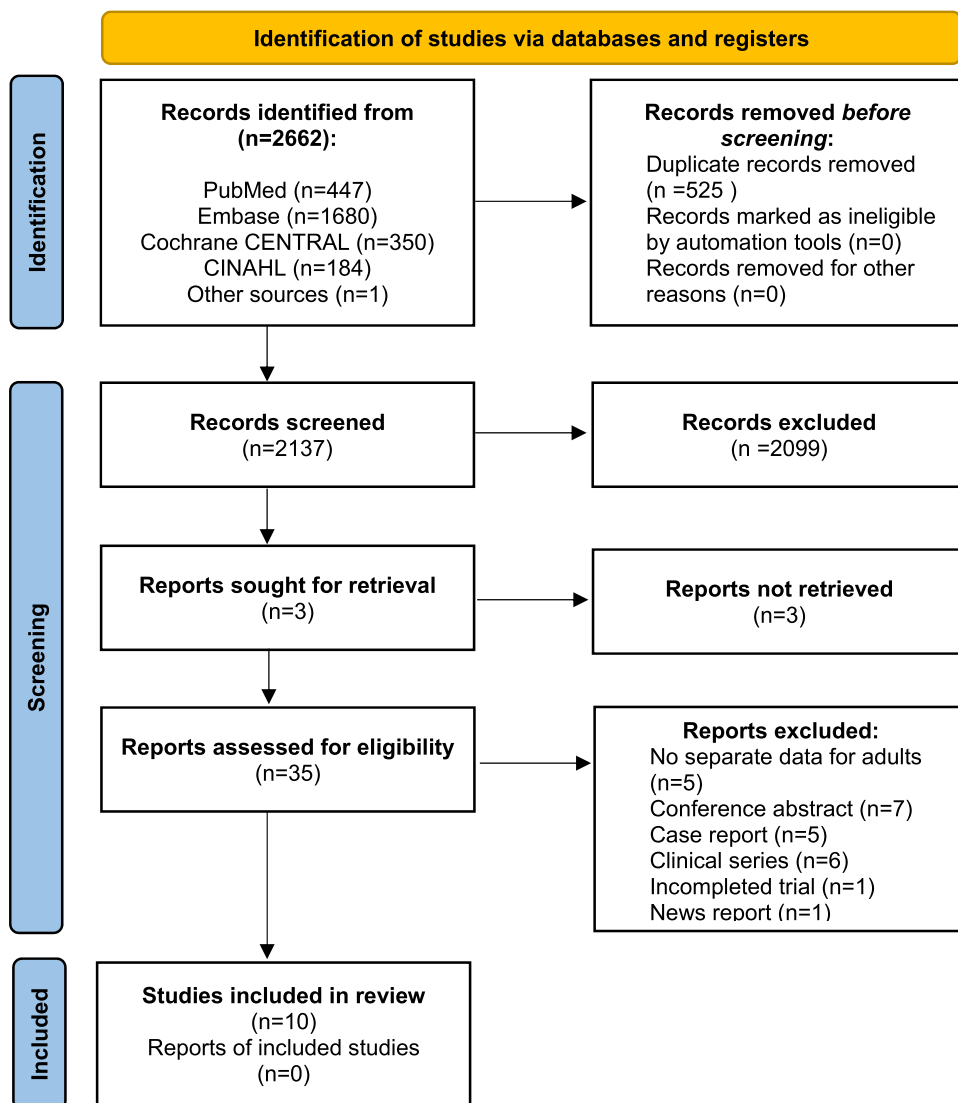 Identification of studies via databases and registers
Identification
Records identified from
(n=2662):
PubMed (n=447)
Embase (n=1680)
Cochrane CENTRAL (n=350)
CINAHL (n=184)
Other sources (n=1)
Records removed before
screening:
Duplicate records removed
(n =525 )
Records marked as ineligible
by automation tools (n=0)
Records removed for other
reasons (n=0)
Screening
Records screened
(n=2137)
Records excluded
(n =2099)
Reports sought for retrieval
(n=3)
Reports not retrieved
(n=3)
Reports assessed for eligibility
(n=35)
Reports excluded:
No separate data for adults
(n=5)
Conference abstract (n=7)
Case report (n=5)
Clinical series (n=6)
Incompleted trial (n=1)
News report (n=1)
Included
Studies included in review
(n=10)
Reports of included studies
(n=0)